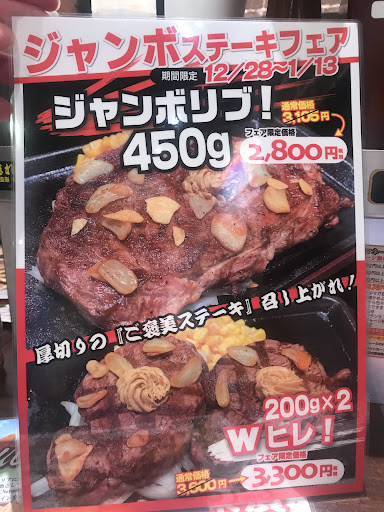 ジャンボステーキフェア
期間限定 12/28~1/13
ジャンボリブ!
450g
通常価格
3,105円
フェア限定価格
2,800円
厚切りの『ご褒美ステーキ』召し上がれ!
200g×2
Wヒレ!
通常価格
3,600円
フェア限定価格
3,300円